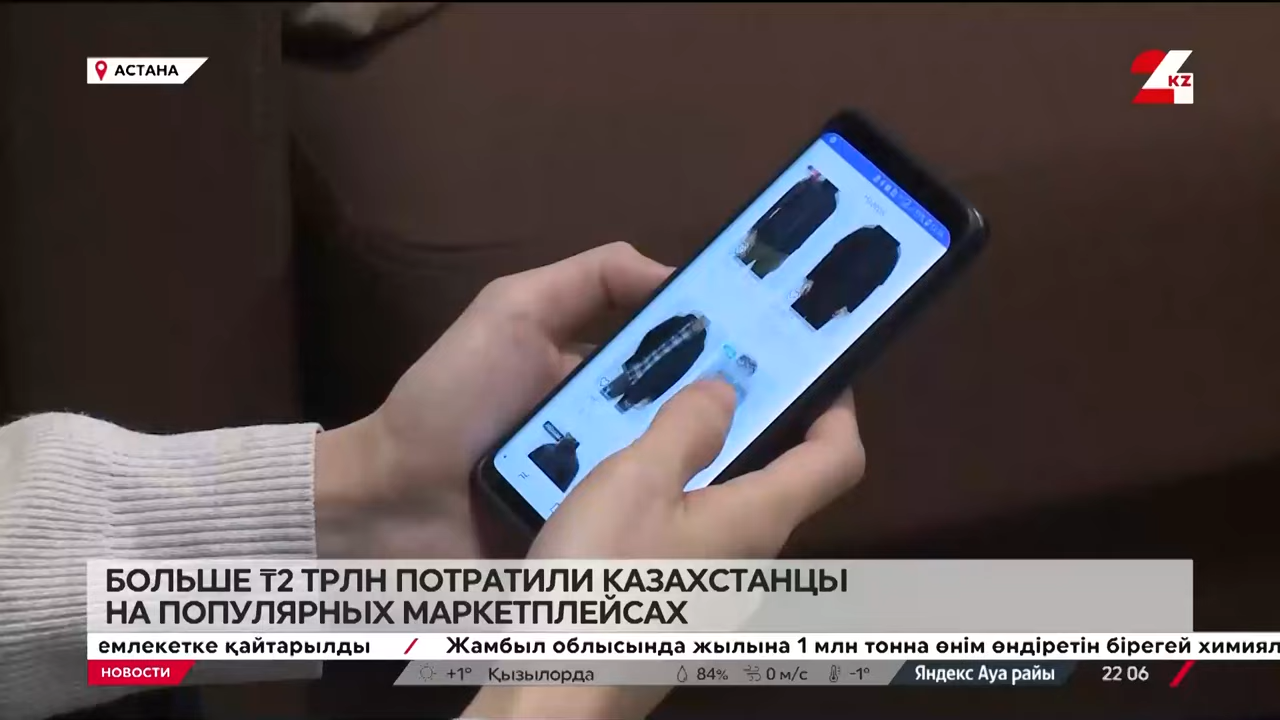 АСТАНА
24 KZ
БОЛЬШЕ ₸2 ТРЛН ПОТРАТИЛИ КАЗАХСТАНЦЫ
НА ПОПУЛЯРНЫХ МАРКЕТПЛЕЙСАХ
емлекетке қайтарылды / Жамбыл облысында жылына 1 млн тонна өнім өндіретін бірегей химиял
НОВОСТИ
+1° Қызылорда 84% 0 м/с -1° Яндекс Ауа райы 22 06